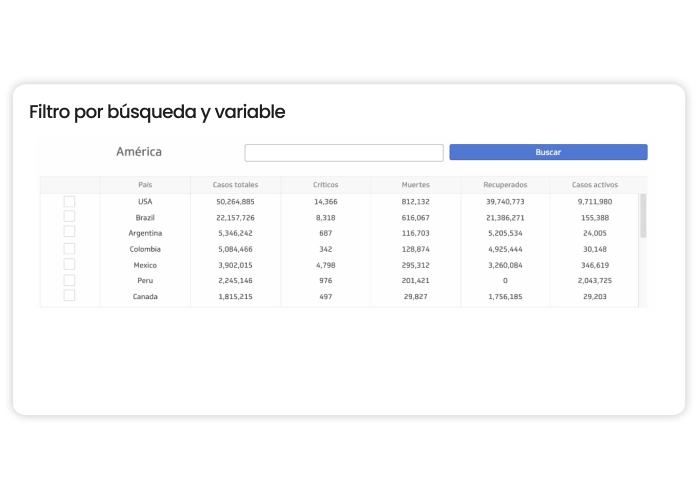 Filtro por búsqueda y variable
América Buscar
País Casos totales Críticos Muertes Recuperados Casos activos
USA 50,264,885 14,366 812,132 39,740,773 9,711,980
Brazil 22,157,726 8,318 616,067 21,386,271 155,388
Argentina 5,346,242 687 116,703 5,205,534 24,005
Colombia 5,084,466 342 128,874 4,925,444 30,148
Mexico 3,902,015 4,798 295,312 3,260,084 346,619
Peru 2,245,146 976 201,421 0 2,043,725
Canada 1,815,215 497 29,827 1,756,185 29,203